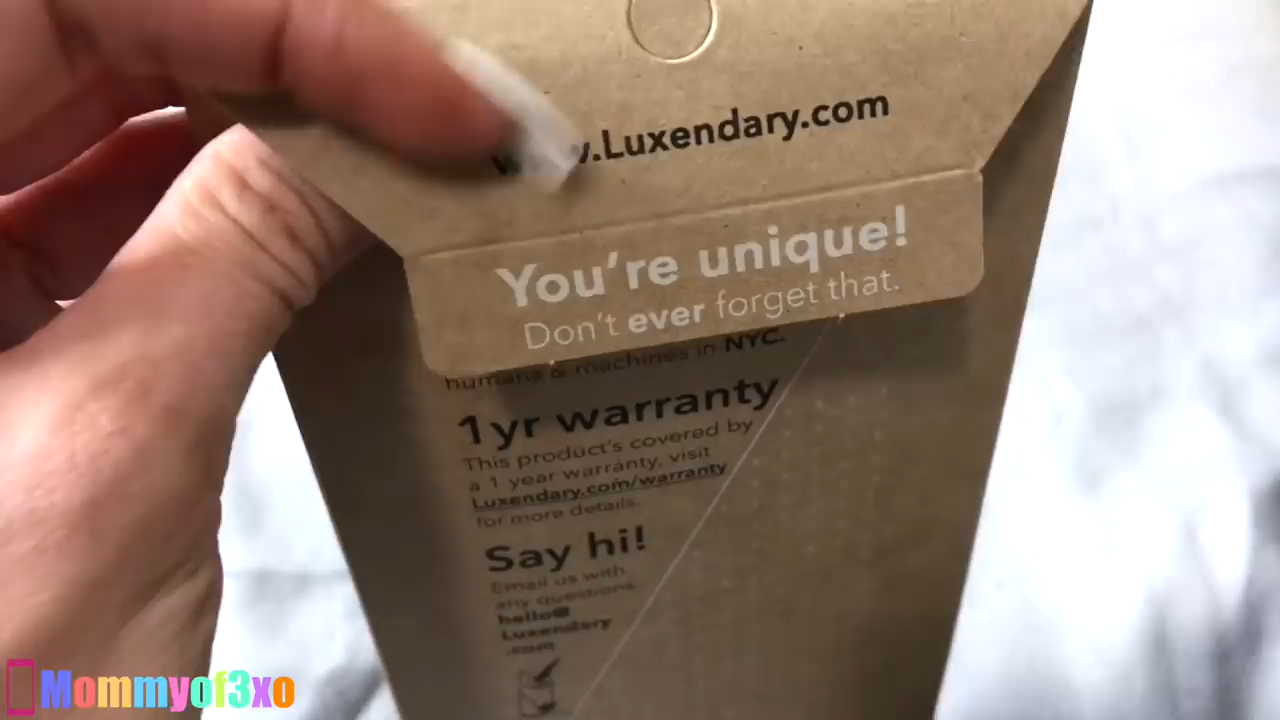 .Luxendary.com
You're unique!
Don't ever forget that.
humans & machines in NYC.
1yr warranty
This product's covered by
a 1 year warranty, visit
Luxendary.com/warranty
for more details.
Say hi!
Email us with
any questions
hello@
Luxendary
.com
Mommyof3xo